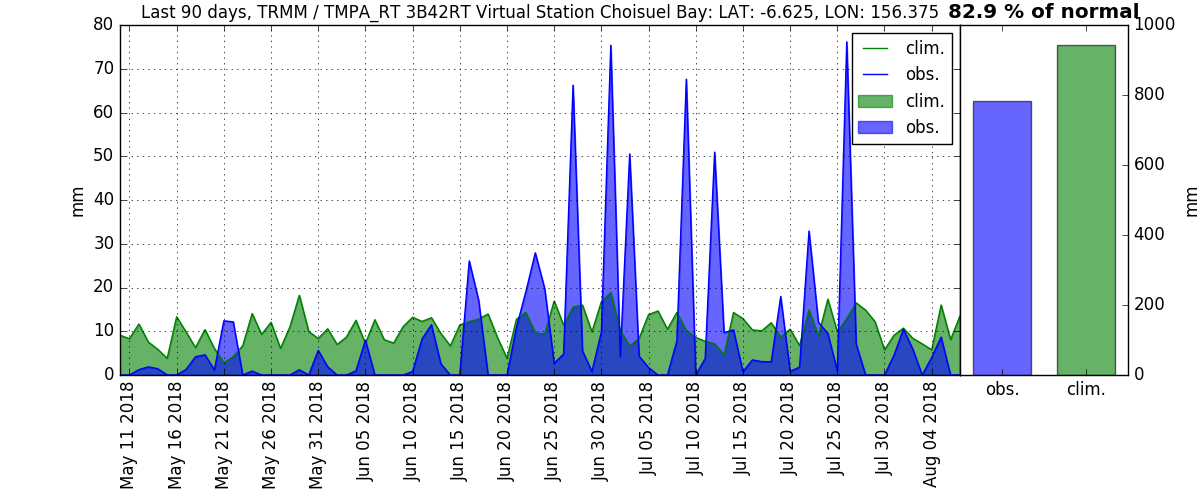 Last 90 days, TRMM / TMPA_RT 3B42RT Virtual Station Choisuel Bay: LAT: -6.625, LON: 156.375
82.9 % of normal
80
70
60
50
40
30
20
10
0
mm
clim.
obs.
clim.
obs.
May 11 2018
May 16 2018
May 21 2018
May 26 2018
May 31 2018
Jun 05 2018
Jun 10 2018
Jun 15 2018
Jun 20 2018
Jun 25 2018
Jun 30 2018
Jul 05 2018
Jul 10 2018
Jul 15 2018
Jul 20 2018
Jul 25 2018
Jul 30 2018
Aug 04 2018
1000
800
600
400
200
0
mm
obs.
clim.